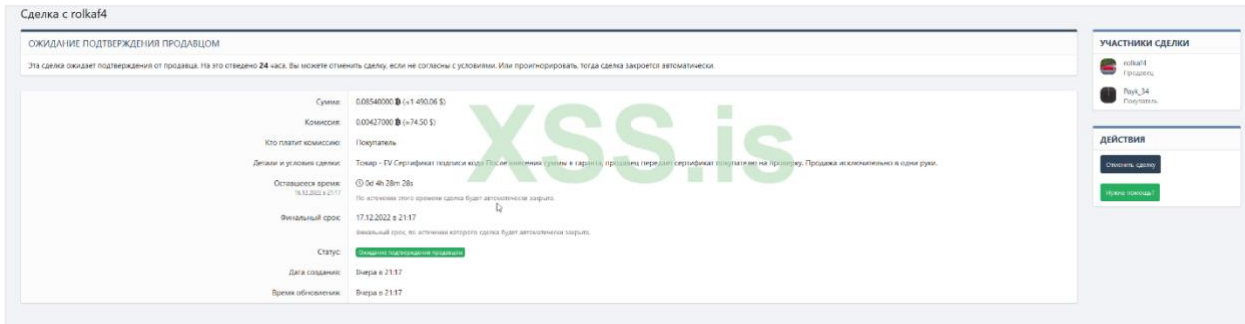 Сделка с rolkaf4
ОЖИДАНИЕ ПОДТВЕРЖДЕНИЯ ПРОДАВЦОМ
Эта сделка ожидает подтверждения от продавца. На это отведено 24 часа. Вы можете отменить сделку, если не согласны с условиями. Или проигнорировать, тогда сделка закроется автоматически.
Сумма: 0.08540000 ₿ (≈1 490.06 $)
Комиссия: 0.00427000 ₿ (≈74.50 $)
Кто платит комиссию: Покупатель
Детали и условия сделки: Товар - EV Сертификат подписи кода После внесения суммы в гаранта, продавец передает сертификат покупателю на проверку. Продажа исключительно в одни руки.
Оставшееся время: 0d 4h 28m 28s
16.12.2022 в 21:17
По истечении этого времени сделка будет автоматически закрыта.
Финальный срок: 17.12.2022 в 21:17
Финальный срок, по истечении которого сделка будет автоматически закрыта.
Статус: Ожидание подтверждения продавцом
Дата создания: Вчера в 21:17
Время обновления: Вчера в 21:17
XSS.is
УЧАСТНИКИ СДЕЛКИ
rolkaf4
Продавец
Покупатель
ДЕЙСТВИЯ
Отменить сделку
Нужна помощь?